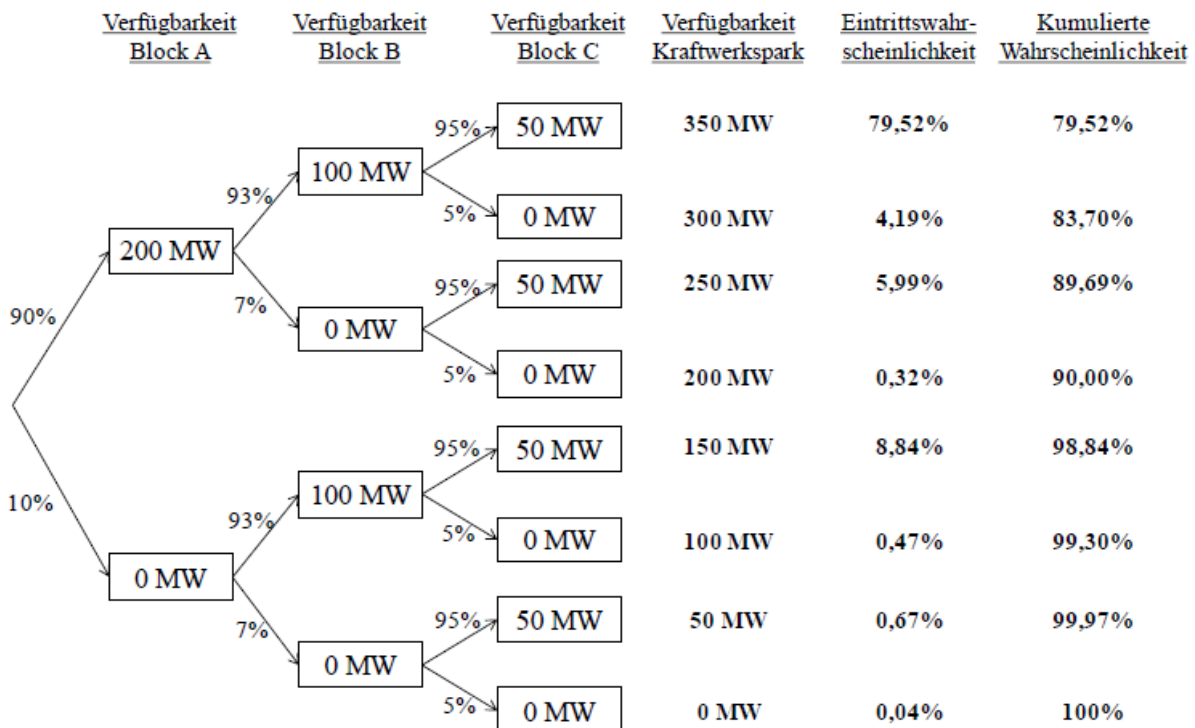 Verfügbarkeit Verfügbarkeit Verfügbarkeit Verfügbarkeit Eintrittswahr- Kumulierte
Block A Block B Block C Kraftwerkspark scheinlichkeit Wahrscheinlichkeit
95% 50 MW 350 MW 79,52% 79,52%
100 MW
93%
5% 0 MW 300 MW 4,19% 83,70%
200 MW
95% 50 MW 250 MW 5,99% 89,69%
7%
90% 0 MW
5% 0 MW 200 MW 0,32% 90,00%
95% 50 MW 150 MW 8,84% 98,84%
10% 100 MW
93%
5% 0 MW 100 MW 0,47% 99,30%
0 MW
95% 50 MW 50 MW 0,67% 99,97%
7%
0 MW
5% 0 MW 0 MW 0,04% 100%